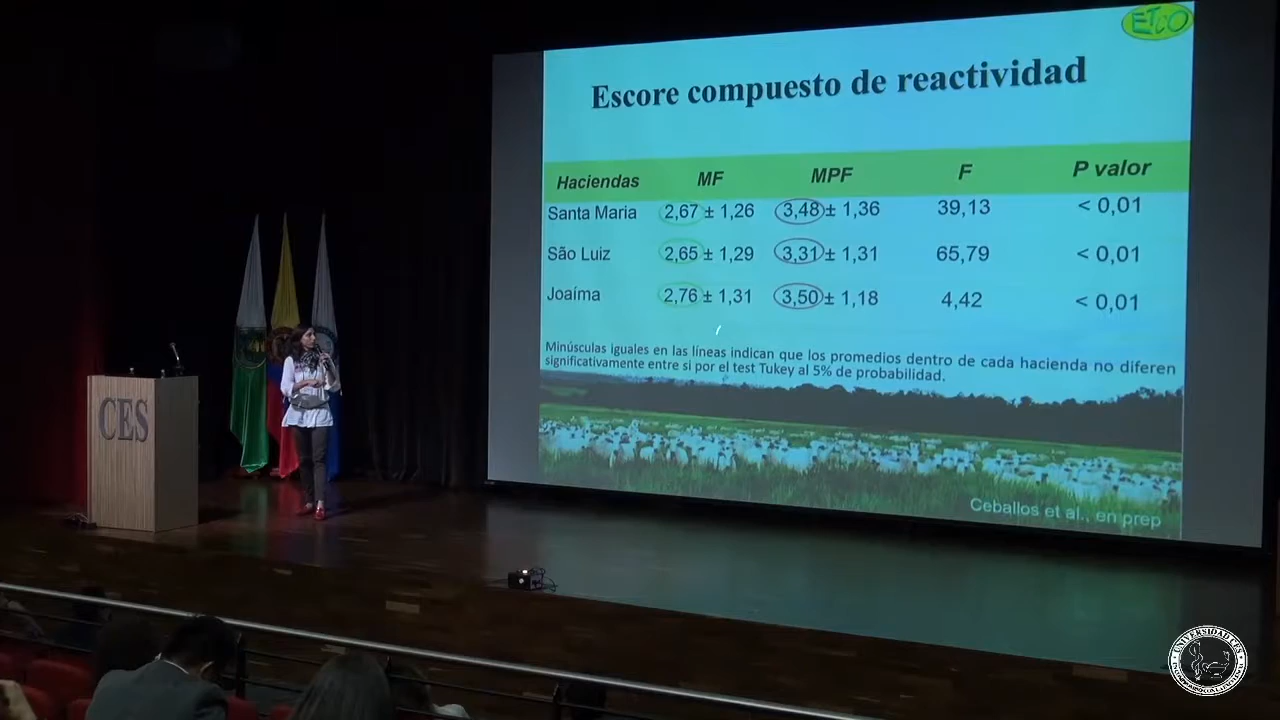 ETCO
Escore compuesto de reactividad
Haciendas MF MPF F P valor
Santa Maria 2,67 ± 1,26 3,48 ± 1,36 39,13 < 0,01
São Luiz 2,65 ± 1,29 3,31 ± 1,31 65,79 < 0,01
Joaíma 2,76 ± 1,31 3,50 ± 1,18 4,42 < 0,01
Minúsculas iguales en las líneas indican que los promedios dentro de cada hacienda no difieren
significativamente entre si por el test Tukey al 5% de probabilidad.
Ceballos et al., en prep
CES
UNIVERSIDAD CES